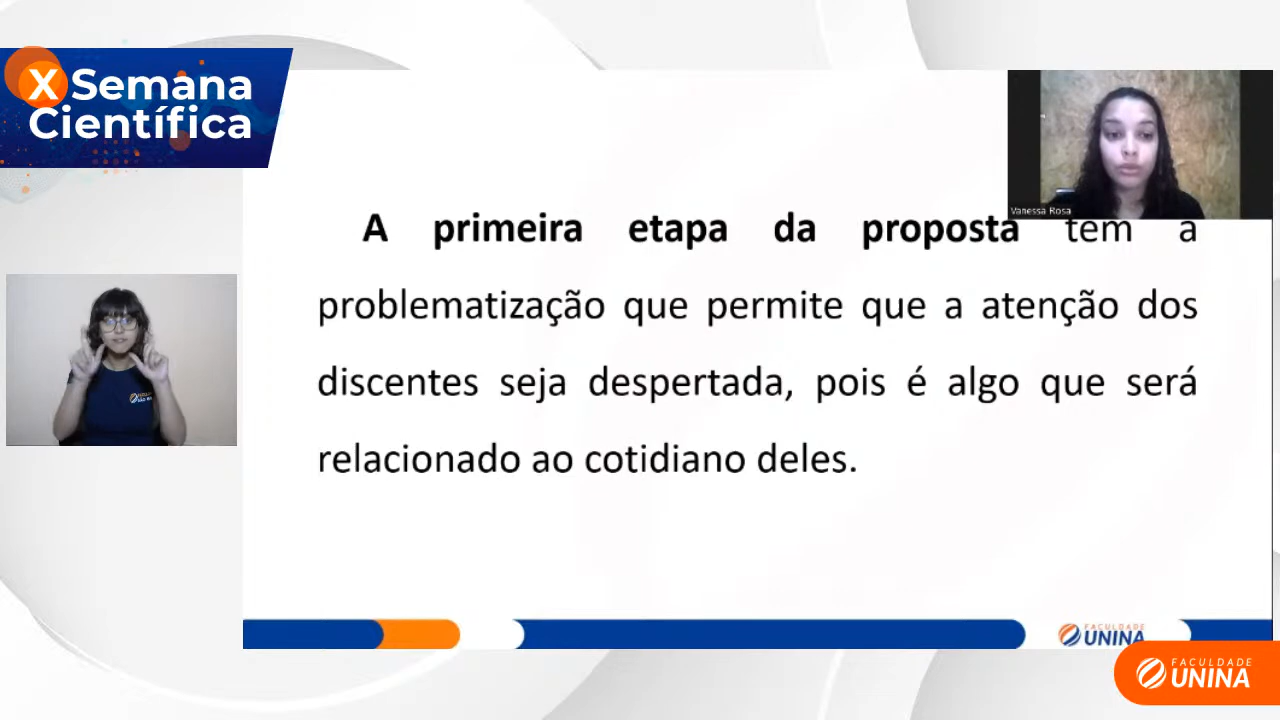 X Semana
Científica
Vanessa Rosa
A primeira etapa da proposta tem a
problematização que permite que a atenção dos
discentes seja despertada, pois é algo que será
relacionado ao cotidiano deles.
FACULDADE
UNINA
FACULDADE
UNINA